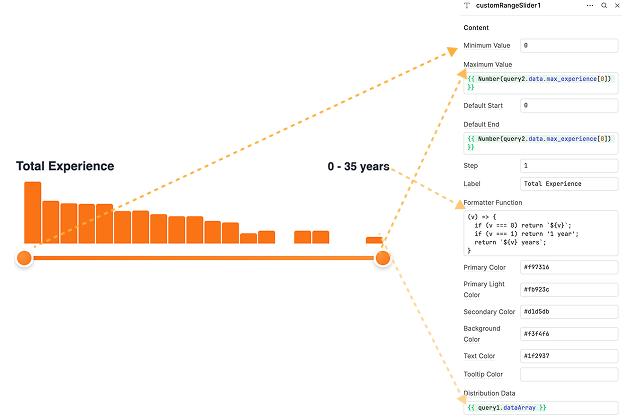 customRangeSlider1
Content
Minimum Value
0
Maximum Value
{{ Number(query2.data.max_experience[0])
}}
Default Start
0
Default End
{{ Number(query2.data.max_experience[0])
}}
Total Experience
0 - 35 years
Step
1
Label
Total Experience
Formatter Function
(v) => {
if (v === 0) return `${v}`;
if (v === 1) return '1 year';
return `${v} years`;
}
Primary Color
#f97316
Primary Light
Color
#fb923c
Secondary Color
#d1d5db
Background
Color
#f3f4f6
Text Color
#1f2937
Tooltip Color
Distribution Data
{{ query1.dataArray }}